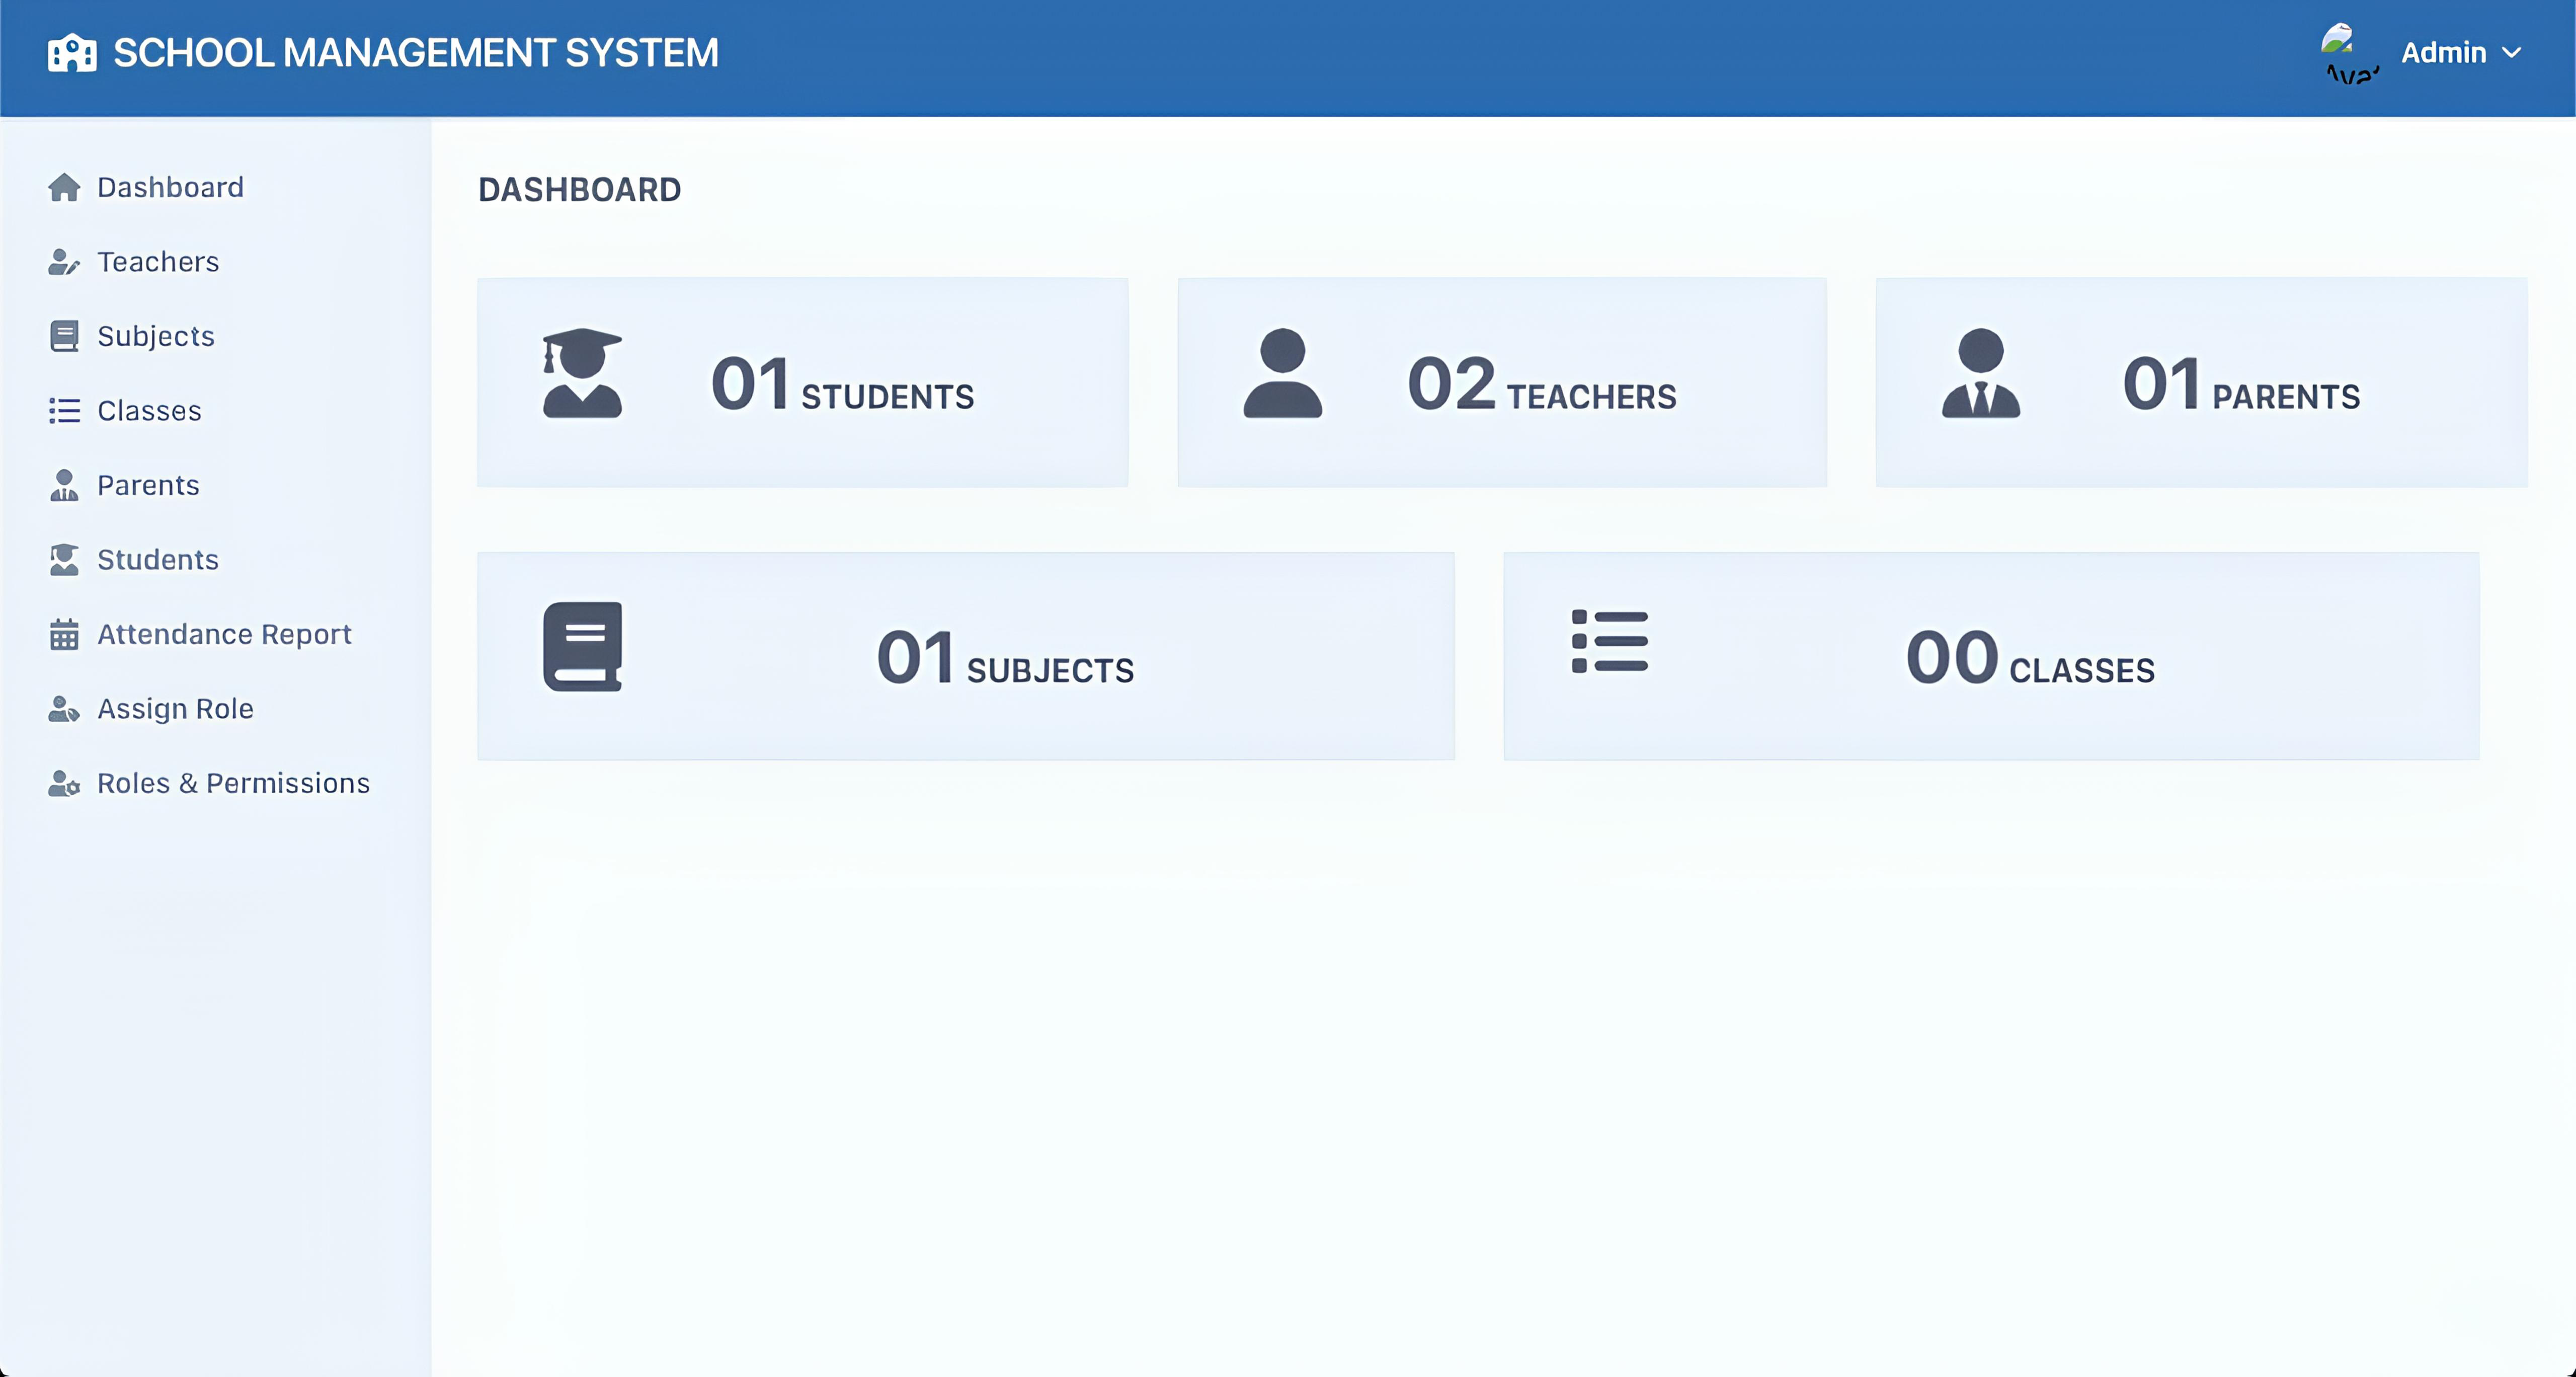 SCHOOL MANAGEMENT SYSTEM
Admin
Dashboard
Teachers
Subjects
Classes
Parents
Students
Attendance Report
Assign Role
Roles & Permissions
DASHBOARD
01 STUDENTS
02 TEACHERS
01 PARENTS
01 SUBJECTS
00 CLASSES